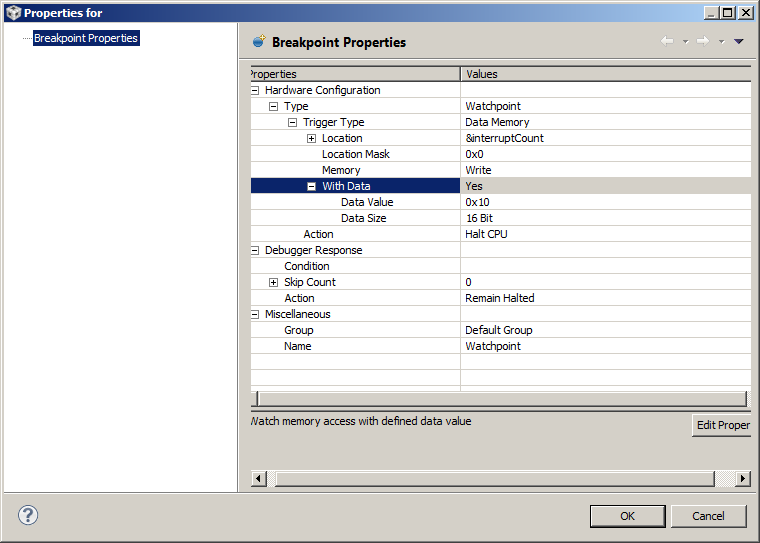 Properties for
Breakpoint Properties
Breakpoint Properties
Properties Values
Hardware Configuration
Type Watchpoint
Trigger Type Data Memory
Location &interruptCount
Location Mask 0x0
Memory Write
With Data Yes
Data Value 0x10
Data Size 16 Bit
Action Halt CPU
Debugger Response
Condition
Skip Count 0
Action Remain Halted
Miscellaneous
Group Default Group
Name Watchpoint
Watch memory access with defined data value
Edit Proper
OK Cancel